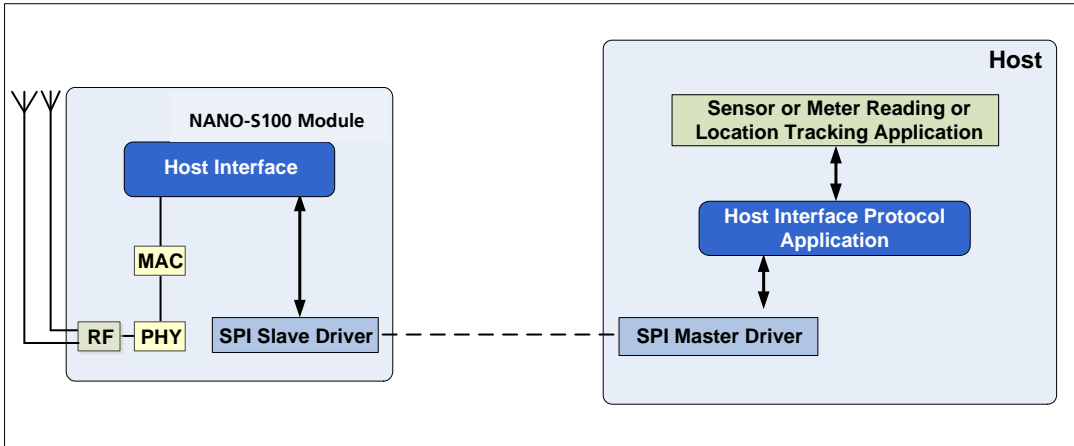 NANO-S100 Module
Host Interface
MAC
RF
PHY
SPI Slave Driver
Host
Sensor or Meter Reading or
Location Tracking Application
Host Interface Protocol
Application
SPI Master Driver